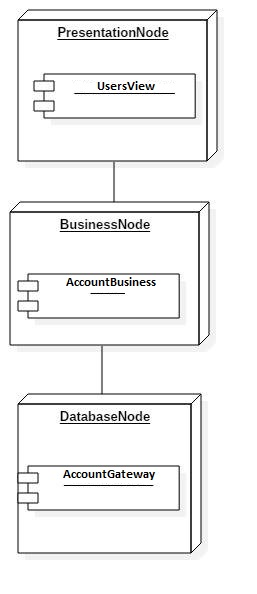 PresentationNode
UsersView
BusinessNode
AccountBusiness
DatabaseNode
AccountGateway